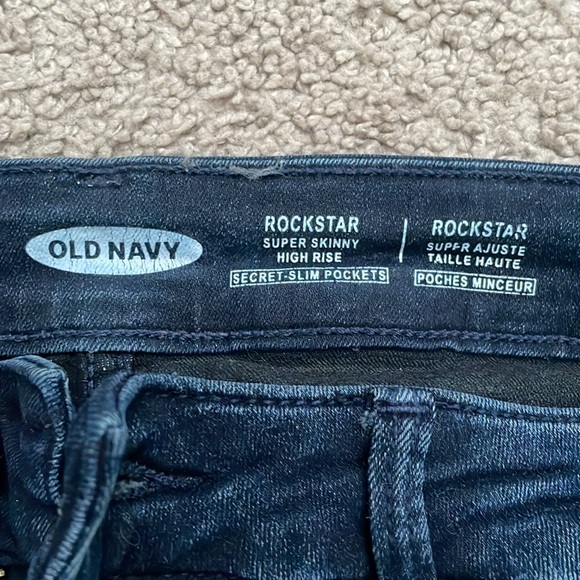 OLD NAVY
ROCKSTAR
SUPER SKINNY
HIGH RISE
SECRET-SLIM POCKETS
ROCKSTAR
SUPER AJUSTE
TAILLE HAUTE
POCHES MINCEUR